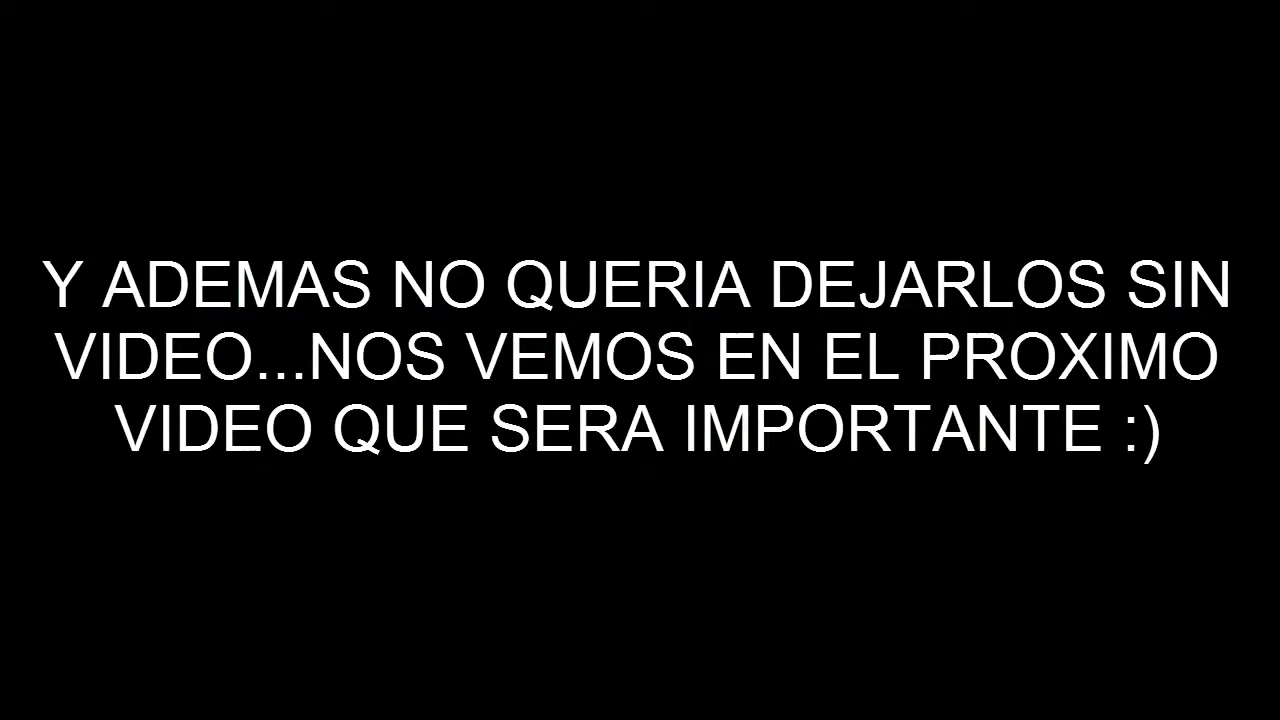 Y ADEMAS NO QUERIA DEJARLOS SIN
VIDEO...NOS VEMOS EN EL PROXIMO
VIDEO QUE SERA IMPORTANTE :)